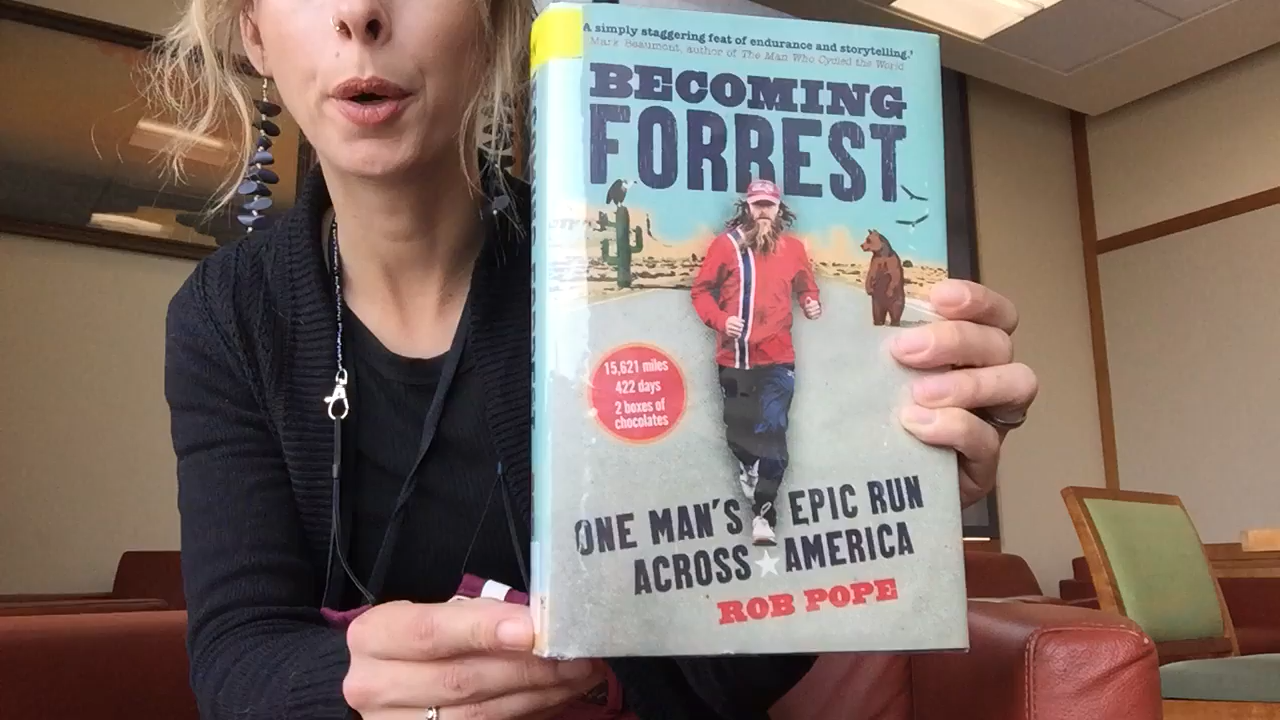 A simply staggering feat of endurance and storytelling.'
Mark Beaumont, author of The Man Who Cycled the World
BECOMING
FORREST
15,621 miles
422 days
2 boxes of
chocolates
ONE MAN'S EPIC RUN
ACROSS AMERICA
ROB POPE